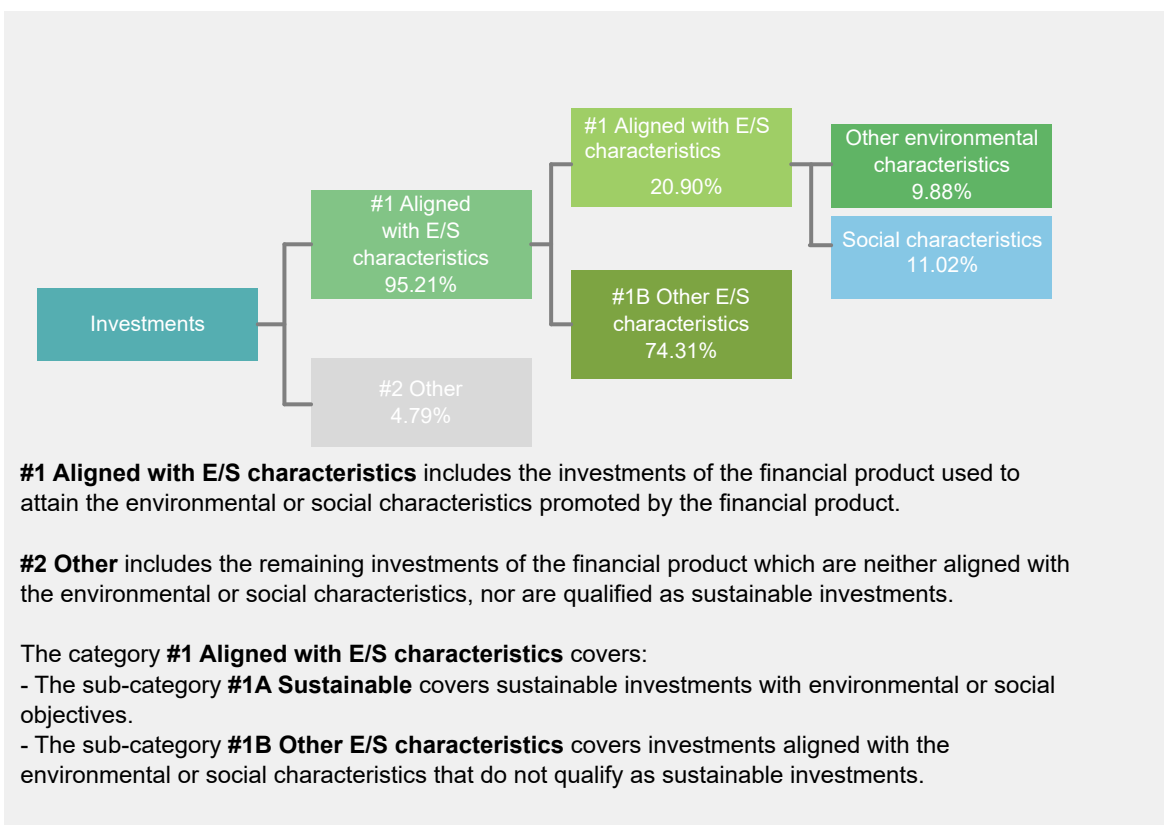 #1 Aligned with E/S
characteristics
20.90%
Other environmental
characteristics
9.88%
#1 Aligned
with E/S
characteristics
95.21%
Social characteristics
11.02%
Investments
#1B Other E/S
characteristics
74.31%
#2 Other
4.79%
#1 Aligned with E/S characteristics includes the investments of the financial product used to
attain the environmental or social characteristics promoted by the financial product.
#2 Other includes the remaining investments of the financial product which are neither aligned with
the environmental or social characteristics, nor are qualified as sustainable investments.
The category #1 Aligned with E/S characteristics covers:
- The sub-category #1A Sustainable covers sustainable investments with environmental or social
objectives.
- The sub-category #1B Other E/S characteristics covers investments aligned with the
environmental or social characteristics that do not qualify as sustainable investments.